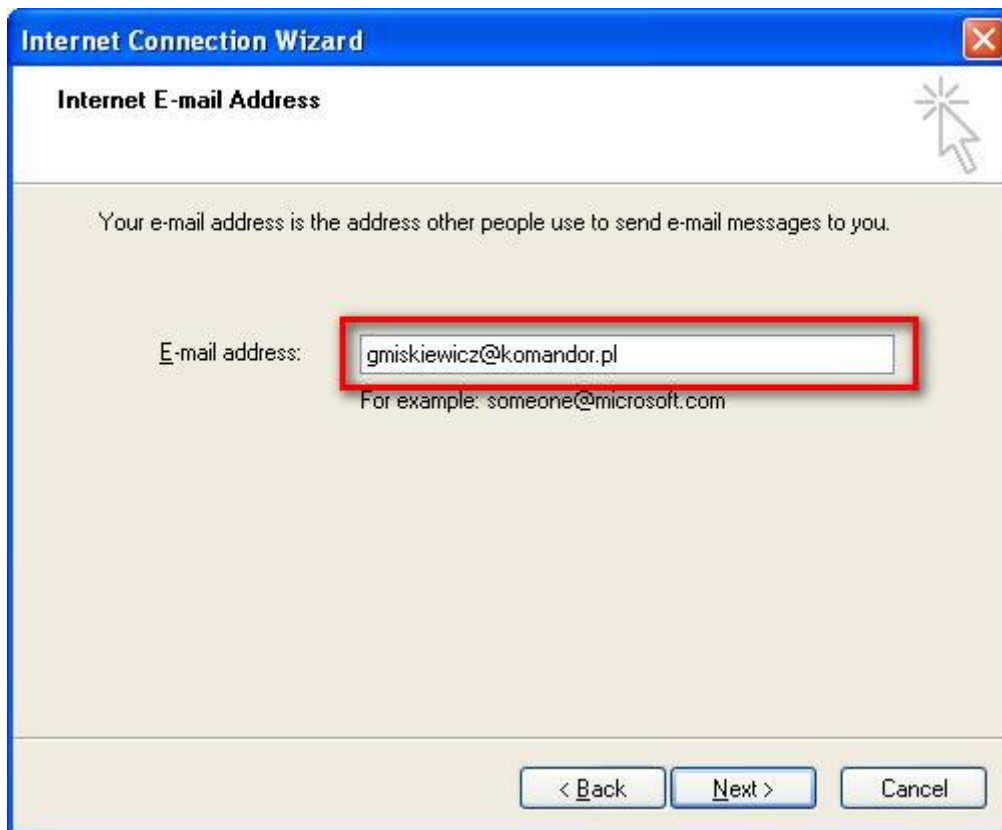 Internet Connection Wizard
Internet E-mail Address
Your e-mail address is the address other people use to send e-mail messages to you.
E-mail address: gmiskiewicz@komandor.pl
For example: someone@microsoft.com
< Back Next > Cancel